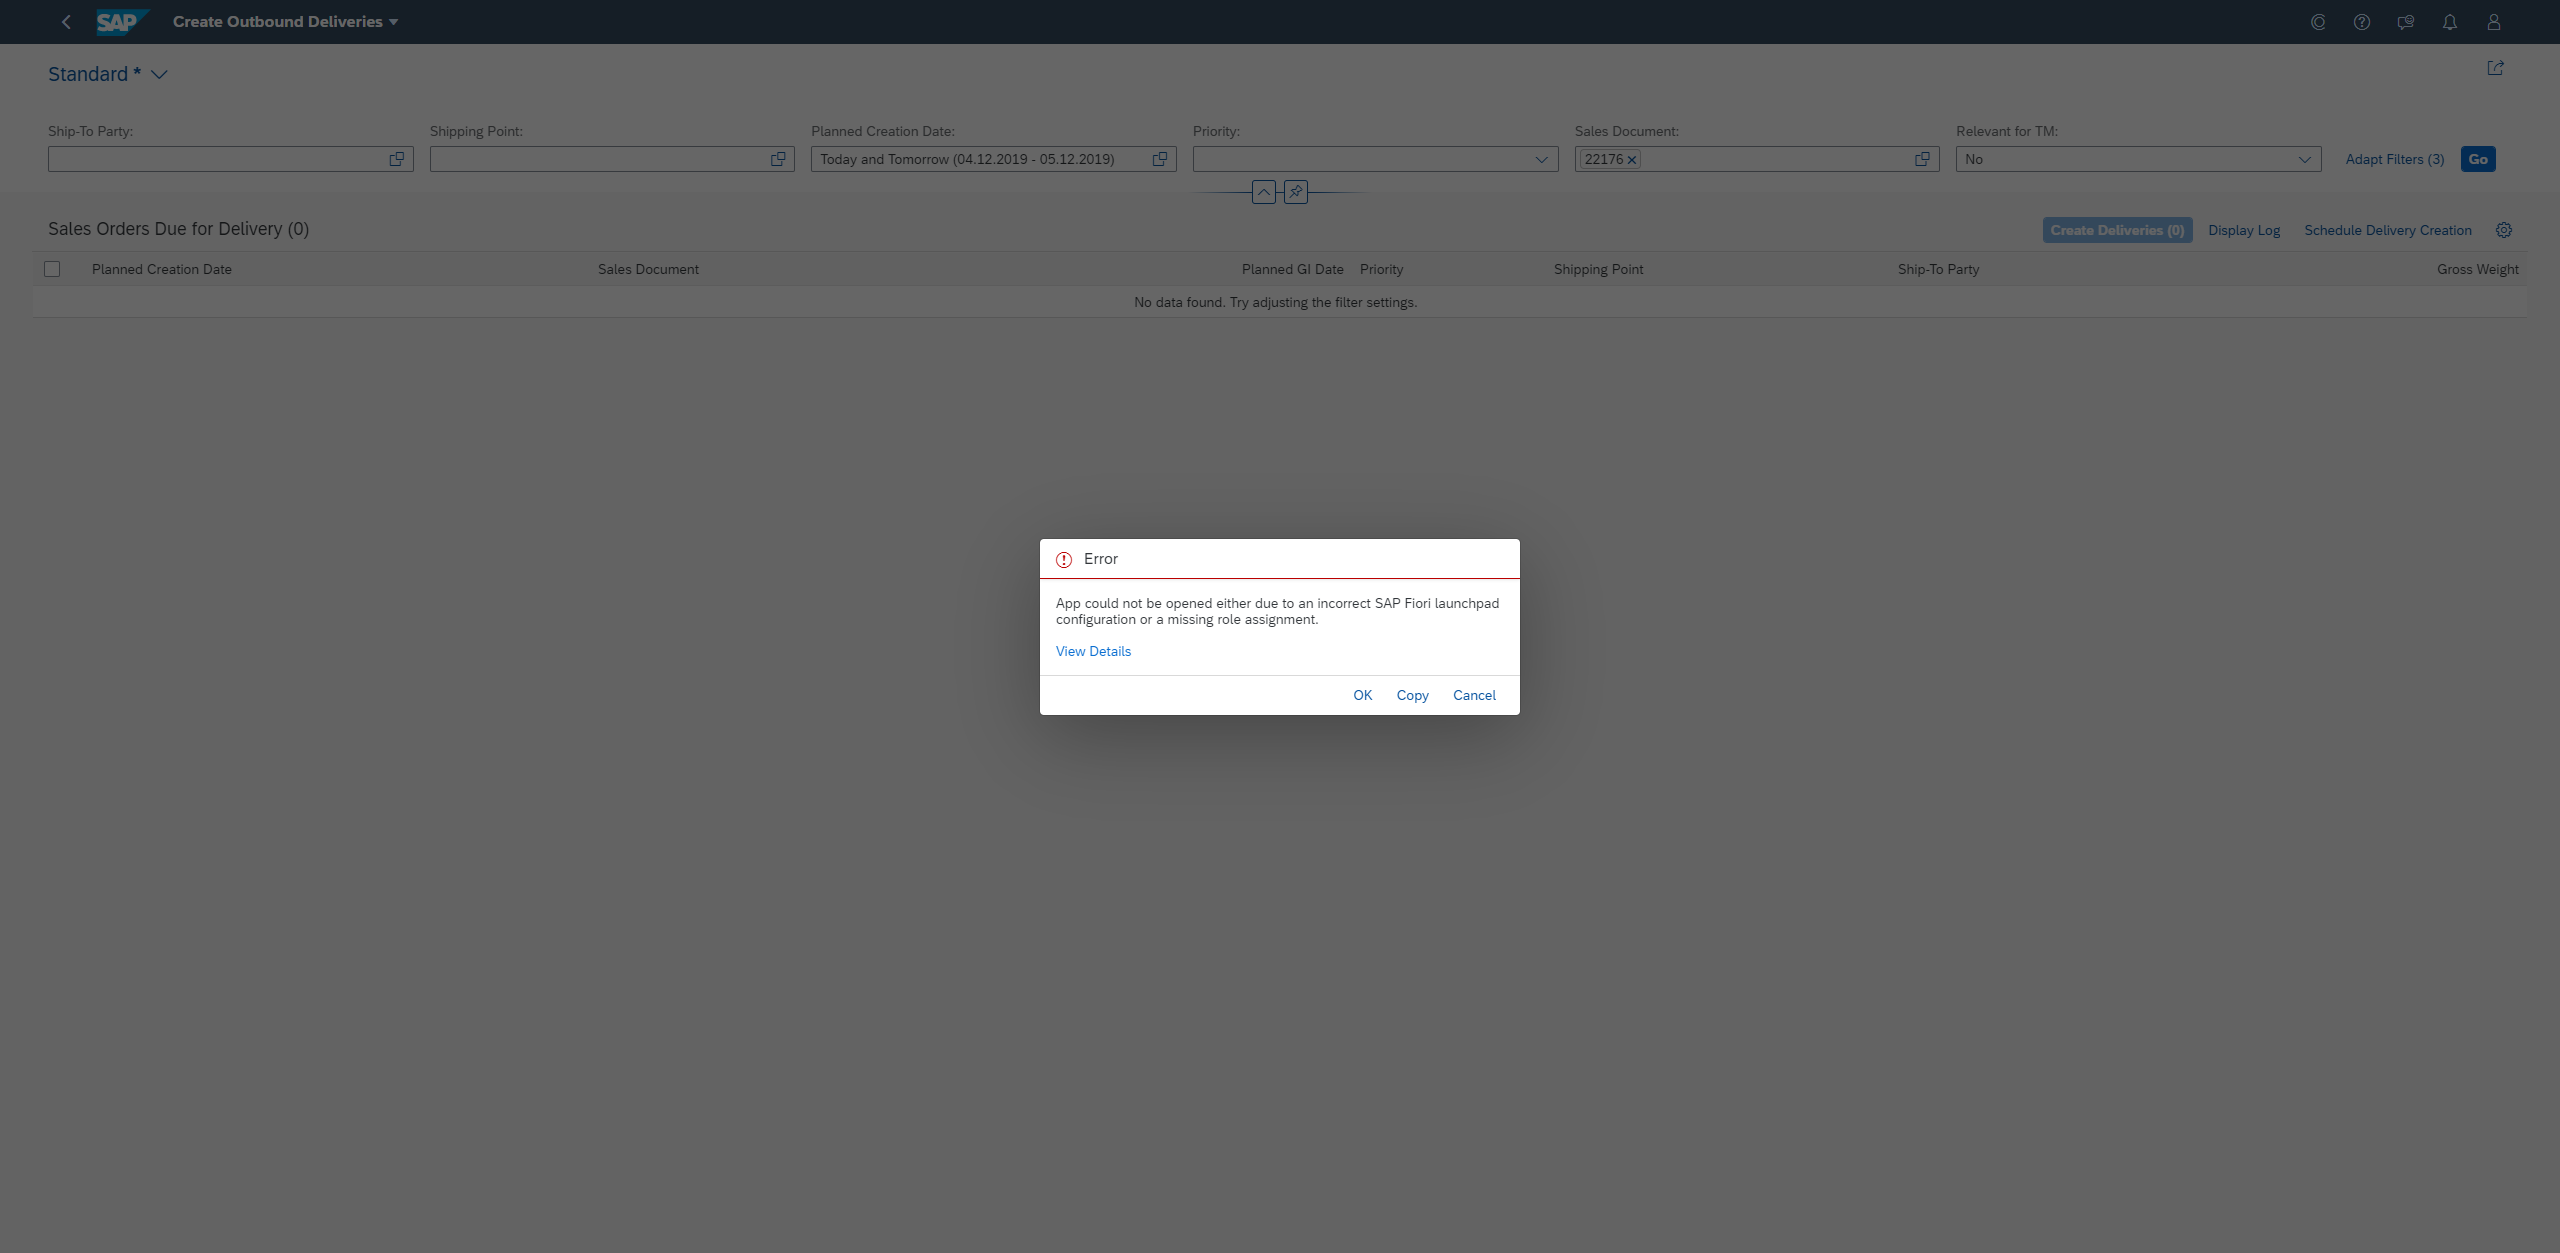 SAP Create Outbound Deliveries
Standard *
Ship-To Party: Shipping Point: Planned Creation Date: Priority: Sales Document: Relevant for TM:
Today and Tomorrow (04.12.2019 - 05.12.2019) 22176 No Adapt Filters (3) Go
Sales Orders Due for Delivery (0) Create Deliveries (0) Display Log Schedule Delivery Creation
Planned Creation Date Sales Document Planned GI Date Priority Shipping Point Ship-To Party Gross Weight
No data found. Try adjusting the filter settings.
Error
App could not be opened either due to an incorrect SAP Fiori launchpad
configuration or a missing role assignment.
View Details
OK Copy Cancel